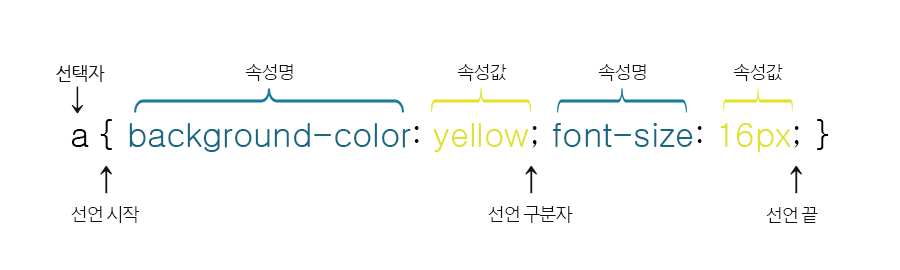 선택자 속성명 속성값 속성명 속성값
a { background-color: yellow; font-size: 16px; }
선언 시작 선언 구분자 선언 끝